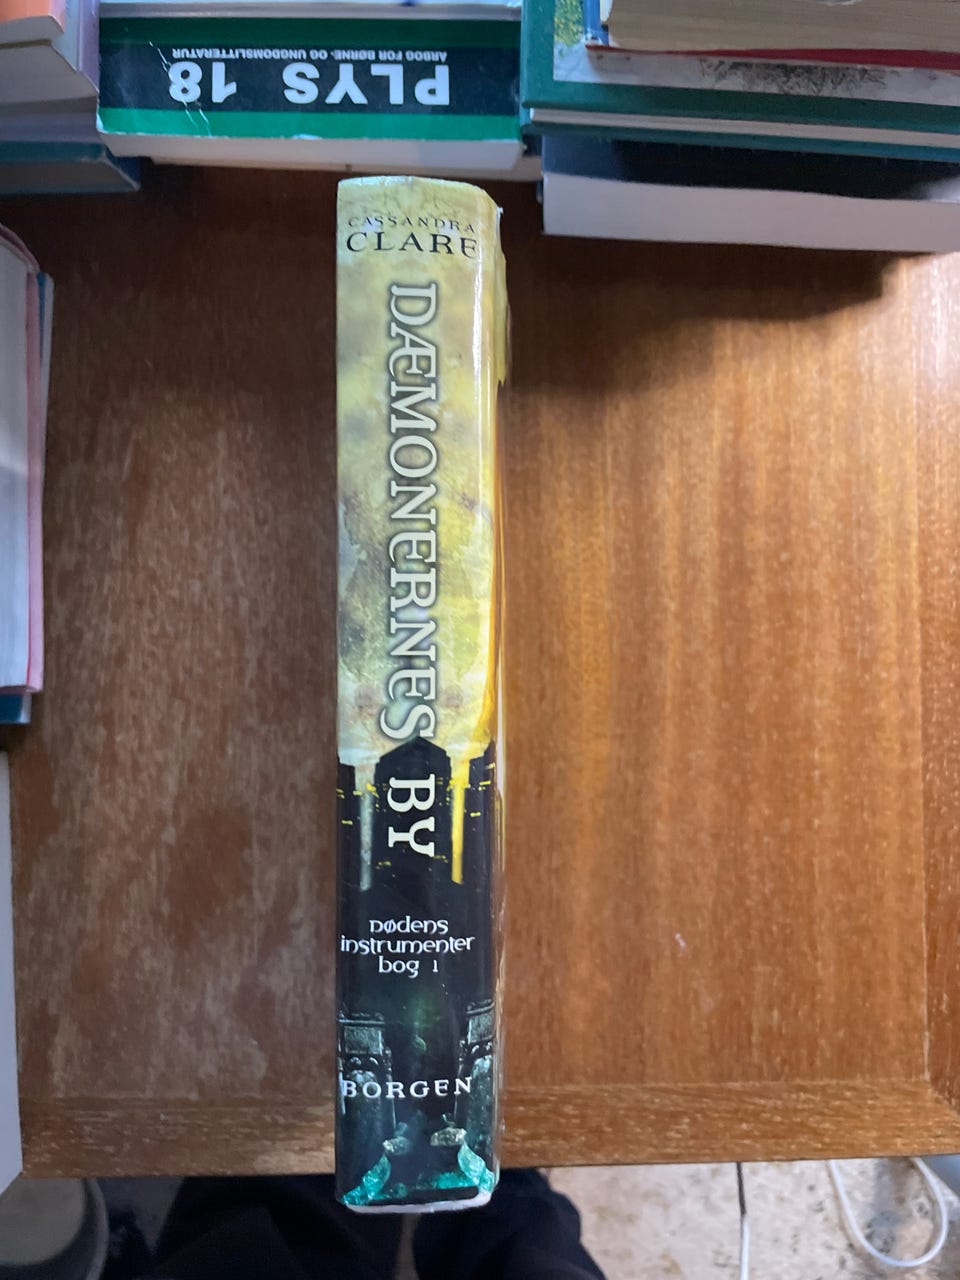 PLYS 18
ÅRBOG FOR BØRNE- OG UNGDOMSLITTERATUR
CASSANDRA
CLARE
DÆMONERNES BY
Dødens
instrumenter
bog 1
BORGEN